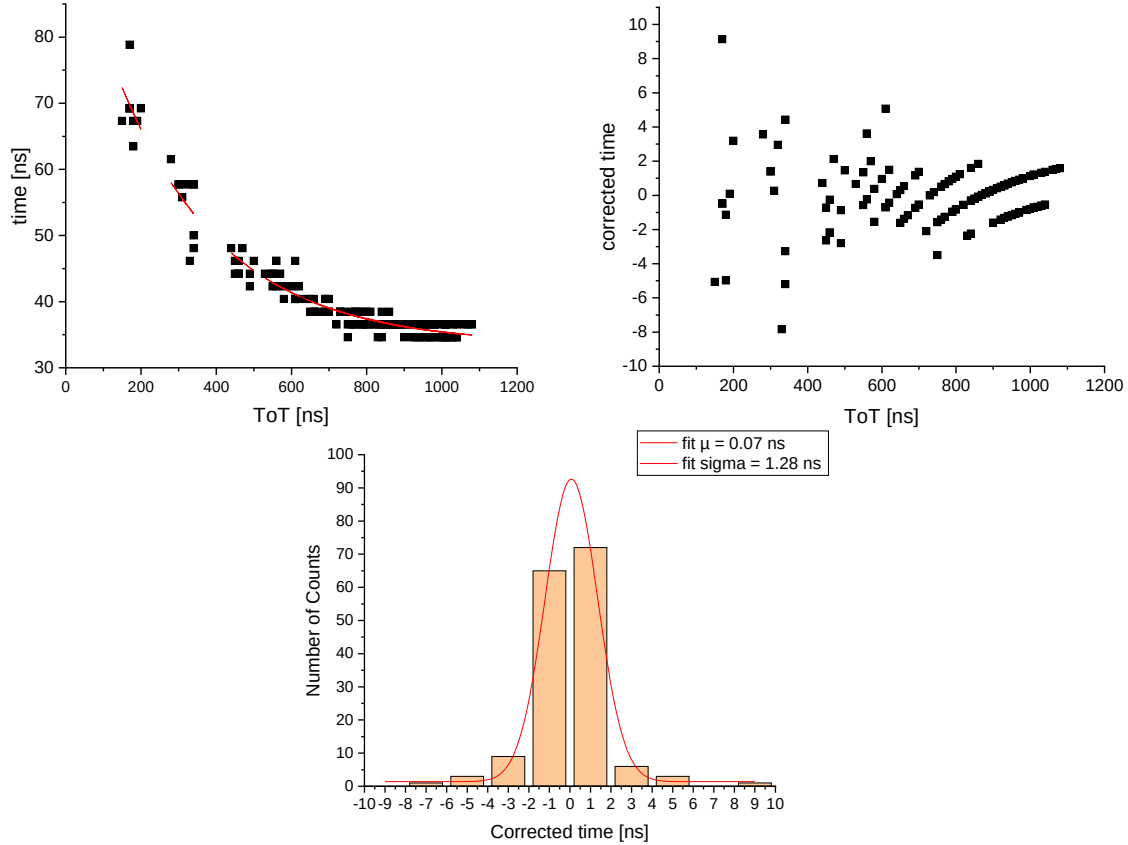 80
70
60
50
40
30
time [ns]
0 200 400 600 800 1000 1200
ToT [ns]
10
8
6
4
2
0
-2
-4
-6
-8
-10
corrected time
0 200 400 600 800 1000 1200
ToT [ns]
fit μ = 0.07 ns
fit sigma = 1.28 ns
100
90
80
70
60
50
40
30
20
10
0
Number of Counts
-10 -9 -8 -7 -6 -5 -4 -3 -2 -1 0 1 2 3 4 5 6 7 8 9 10
Corrected time [ns]